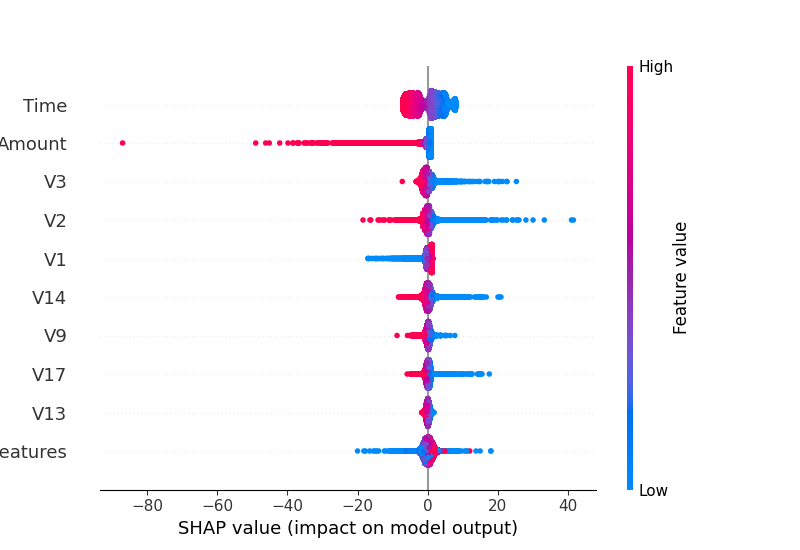 High
Time
Amount
V3
V2
V1
V14
V9
V17
V13
eatures
Low
Feature value
−80 −60 −40 −20 0 20 40
SHAP value (impact on model output)